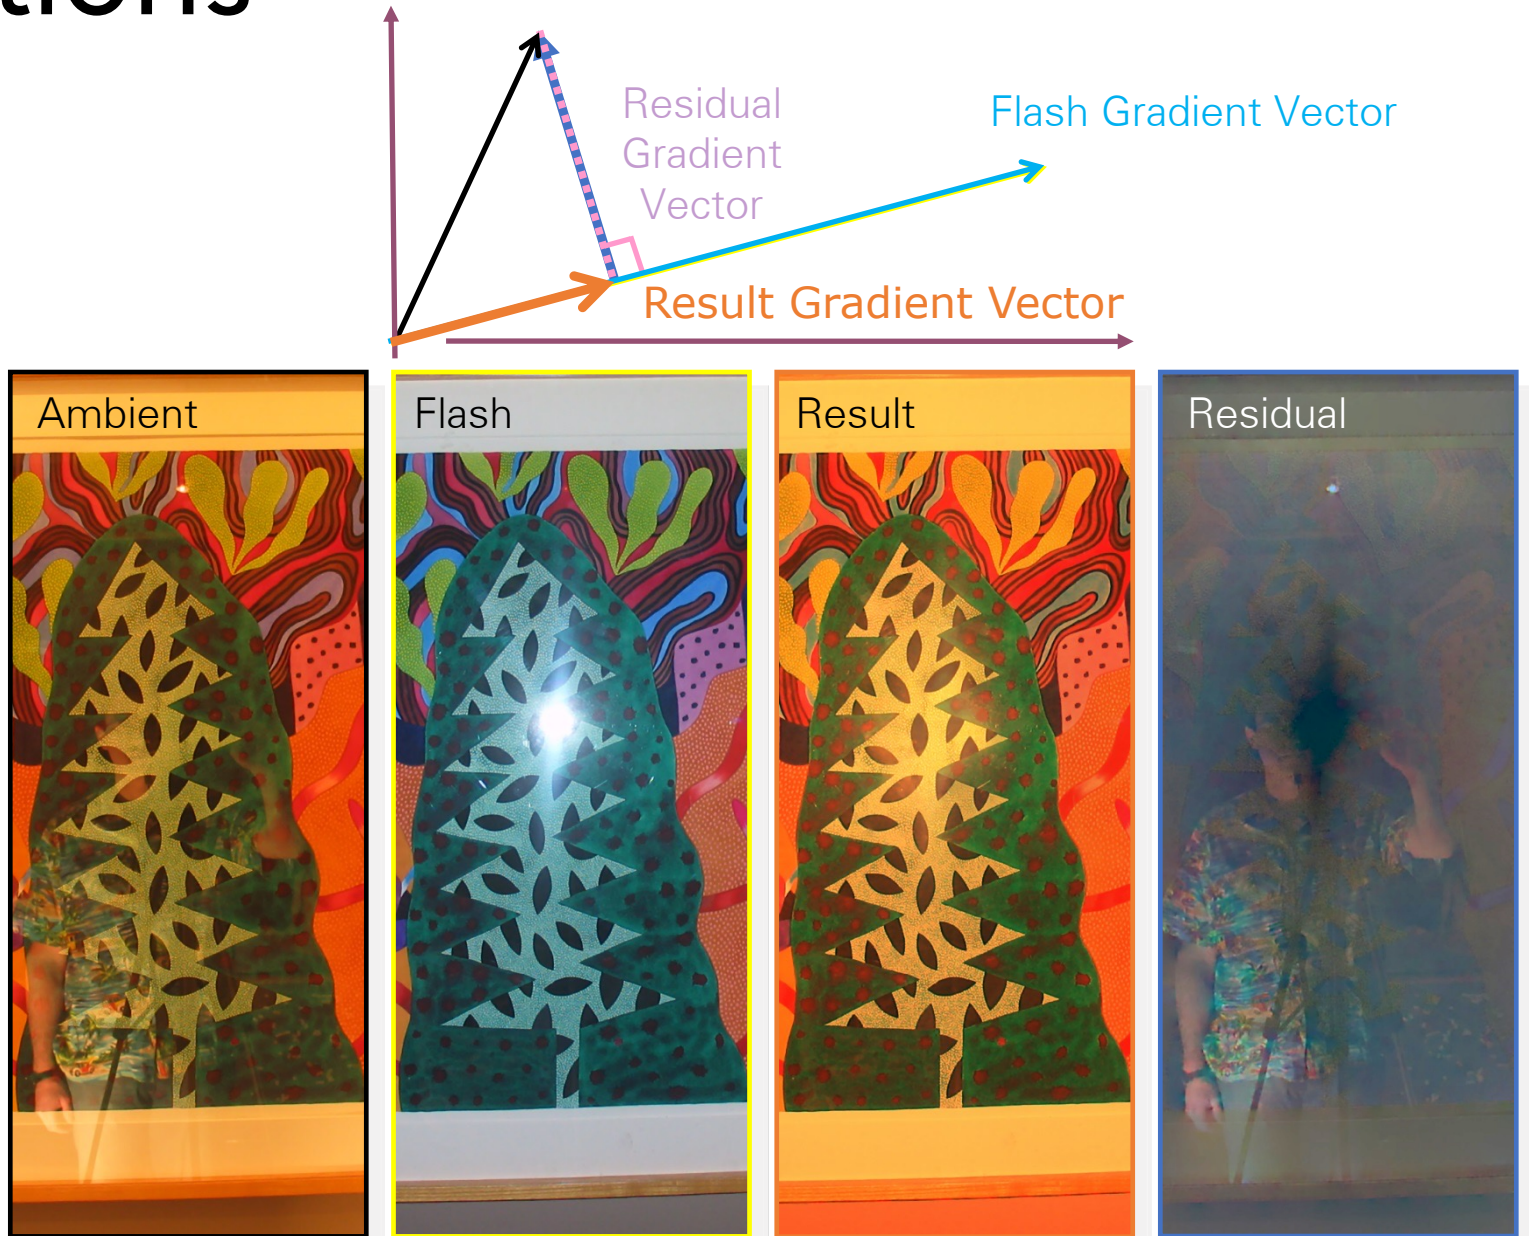 Residual
Gradient
Vector
Flash Gradient Vector
Result Gradient Vector
Ambient
Flash
Result
Residual